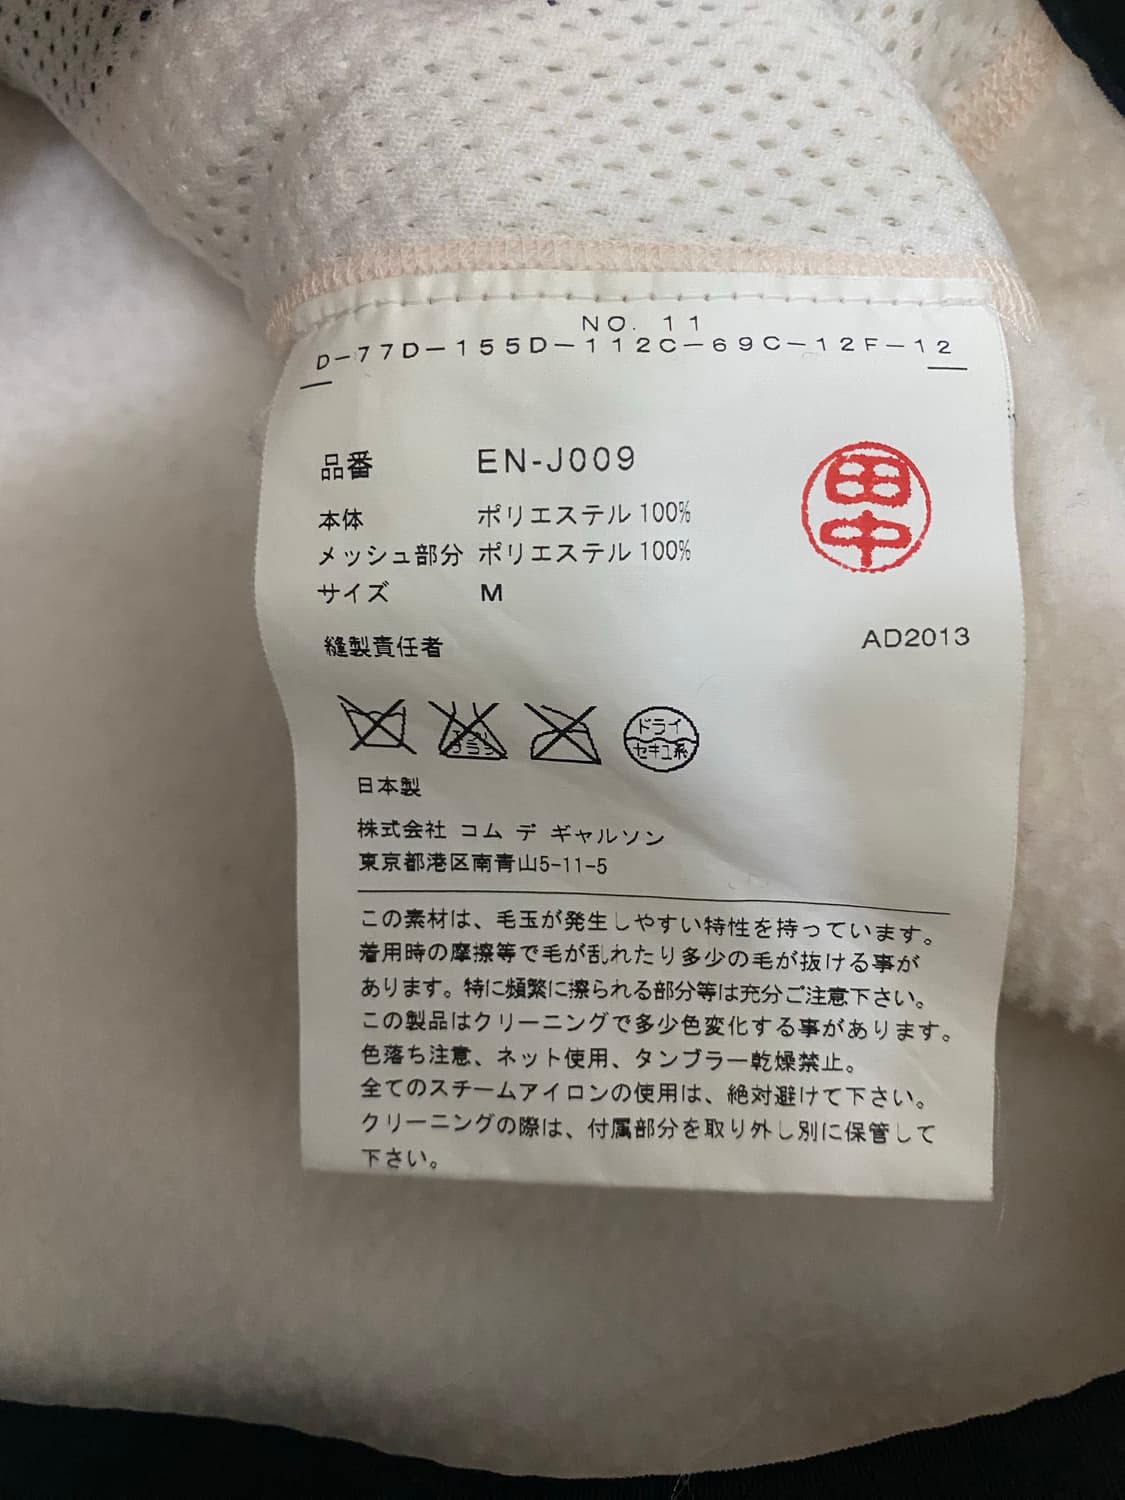 NO. 11
D-77D-155D-112C-69C-12F-12
品番 EN-J009
本体 ポリエステル 100%
メッシュ部分 ポリエステル 100%
サイズ M
田中
縫製責任者
AD2013
エンソ
ドライ
セキユ系
日本製
株式会社 コム デ ギャルソン
東京都港区南青山5-11-5
この素材は、毛玉が発生しやすい特性を持っています。
着用時の摩擦等で毛が乱れたり多少の毛が抜ける事が
あります。特に頻繁に擦られる部分等は充分ご注意下さい。
この製品はクリーニングで多少色変化する事があります。
色落ち注意、ネット使用、タンブラー乾燥禁止。
全てのスチームアイロンの使用は、絶対避けて下さい。
クリーニングの際は、付属部分を取り外し別に保管して
下さい。